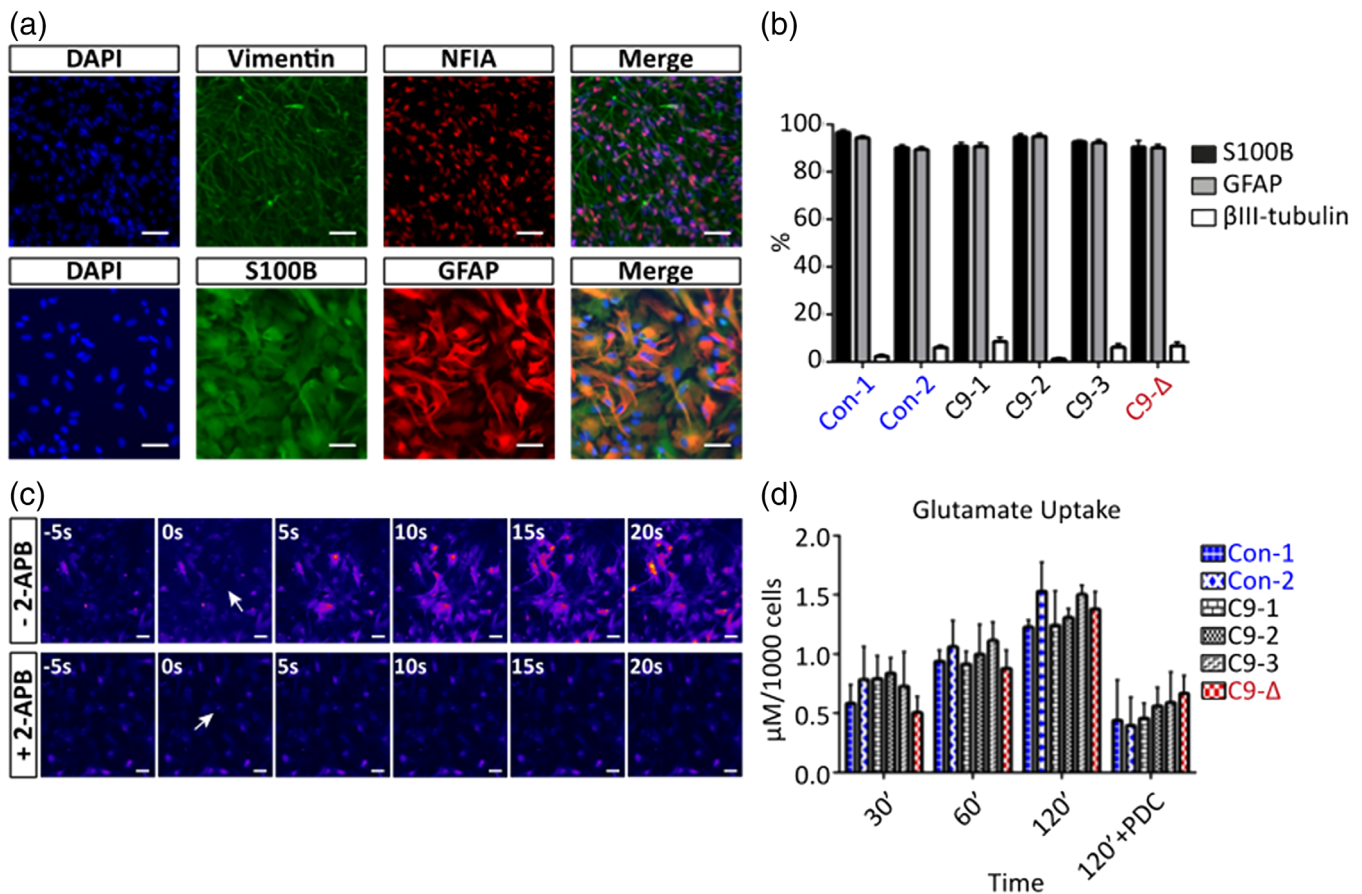 (a)
DAPI Vimentin NFIA Merge
DAPI S100B GFAP Merge
(b)
100
80
60
40
20
0
%
Con-1 Con-2 C9-1 C9-2 C9-3 C9-Δ
S100B
GFAP
βIII-tubulin
(c)
- 2-APB
-5s 0s 5s 10s 15s 20s
+ 2-APB
-5s 0s 5s 10s 15s 20s
(d)
Glutamate Uptake
2.0
1.5
1.0
0.5
0.0
μM/1000 cells
30′ 60′ 120′ 120′+PDC
Time
Con-1
Con-2
C9-1
C9-2
C9-3
C9-Δ